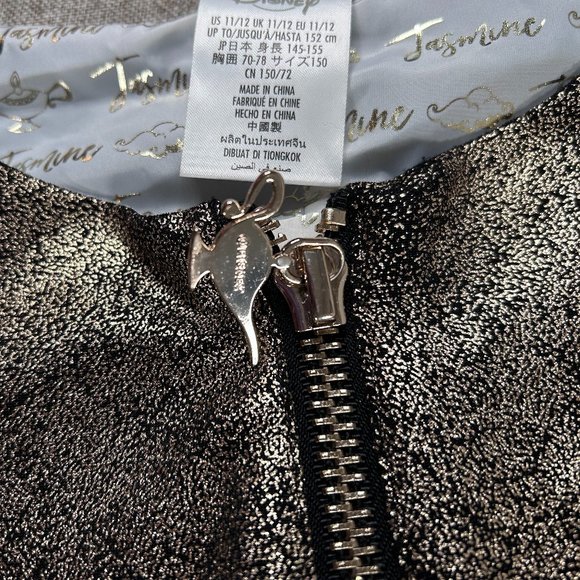 Disney
US 11/12 UK 11/12 EU 11/12
UP TO/JUSQU'À/HASTA 152 cm
JP日本 身長 145-155
胸囲 70-78 サイズ150
CN 150/72
MADE IN CHINA
FABRIQUÉ EN CHINE
HECHO EN CHINA
中國製
ผลิตในประเทศจีน
DIBUAT DI TIONGKOK
صنع في الصين
Jasmine
Jasmine
Jasmine
Jasmine